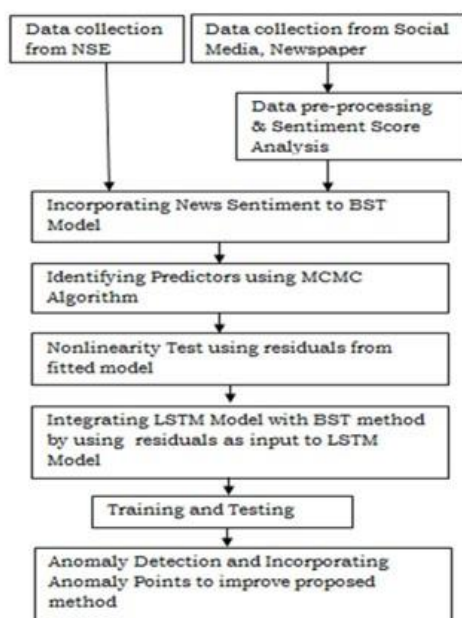 Data collection
from NSE
Data collection from Social
Media, Newspaper
Data pre-processing
& Sentiment Score
Analysis
Incorporating News Sentiment to BST
Model
Identifying Predictors using MCMC
Algorithm
Nonlinearity Test using residuals from
fitted model
Integrating LSTM Model with BST method
by using residuals as input to LSTM
Model
Training and Testing
Anomaly Detection and Incorporating
Anomaly Points to improve proposed
method